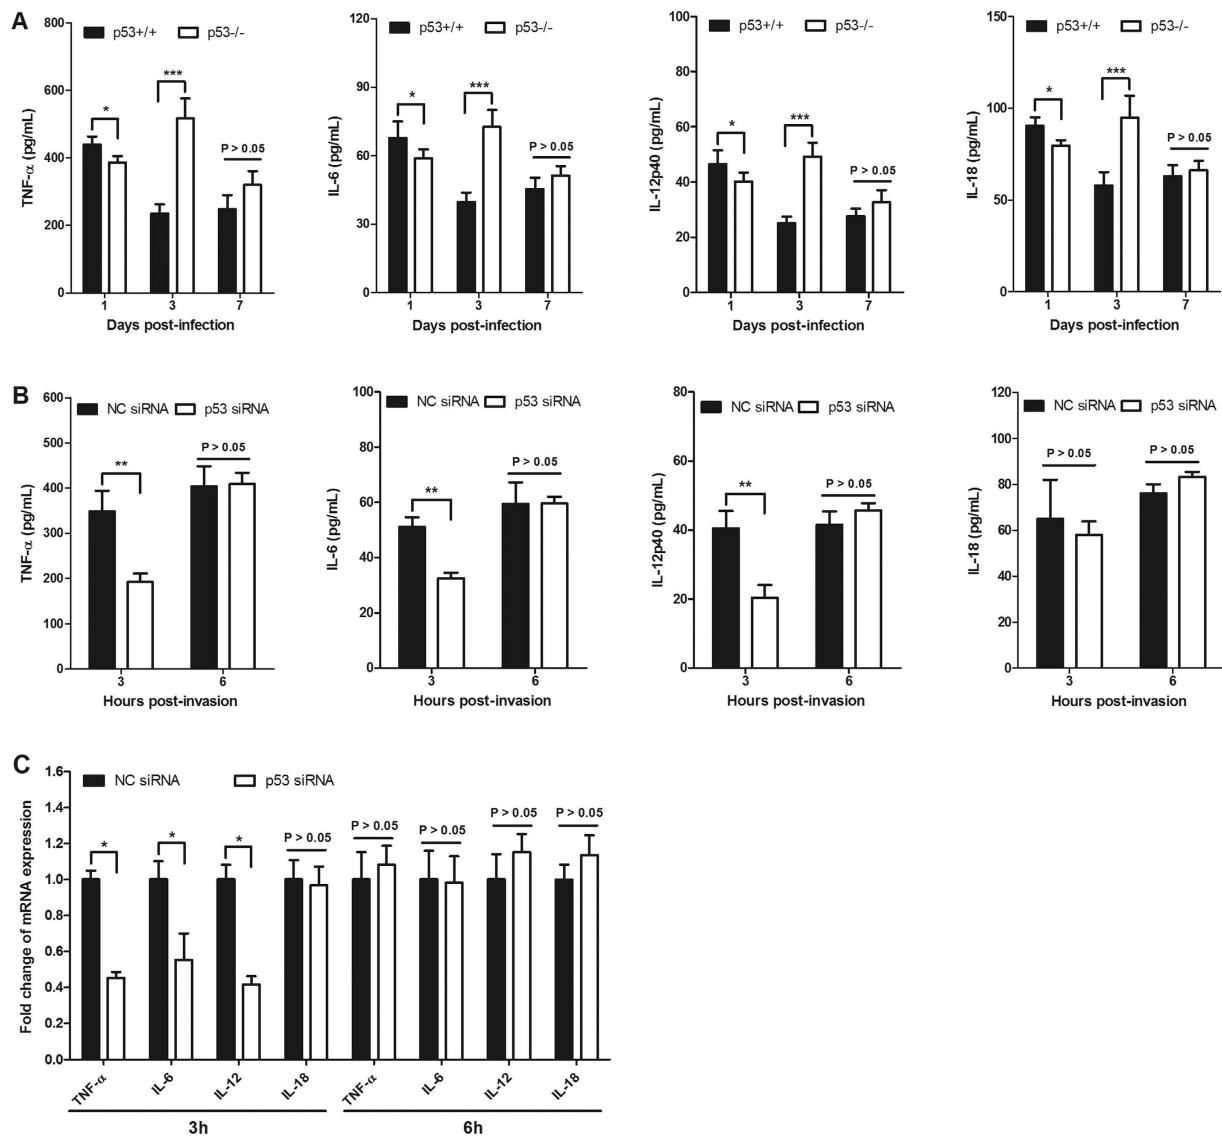 A
p53+/+ p53-/-
TNF-α (pg/mL)
800
600
400
200
0
* *** P > 0.05
1 3 7
Days post-infection
p53+/+ p53-/-
IL-6 (pg/mL)
120
90
60
30
0
* *** P > 0.05
1 3 7
Days post-infection
p53+/+ p53-/-
IL-12p40 (pg/mL)
100
80
60
40
20
0
* *** P > 0.05
1 3 7
Days post-infection
p53+/+ p53-/-
IL-18 (pg/mL)
150
100
50
0
* *** P > 0.05
1 3 7
Days post-infection
B
NC siRNA p53 siRNA
TNF-α (pg/mL)
600
500
400
300
200
100
0
** P > 0.05
3 6
Hours post-invasion
NC siRNA p53 siRNA
IL-6 (pg/mL)
100
80
60
40
20
0
** P > 0.05
3 6
Hours post-invasion
NC siRNA p53 siRNA
IL-12p40 (pg/mL)
80
60
40
20
0
** P > 0.05
3 6
Hours post-invasion
NC siRNA p53 siRNA
IL-18 (pg/mL)
120
100
80
60
40
20
0
P > 0.05 P > 0.05
3 6
Hours post-invasion
C
NC siRNA p53 siRNA
Fold change of mRNA expression
1.6
1.4
1.2
1.0
0.8
0.6
0.4
0.2
0.0
* * * P > 0.05 P > 0.05 P > 0.05 P > 0.05 P > 0.05
TNF-α IL-6 IL-12 IL-18 TNF-α IL-6 IL-12 IL-18
3h 6h